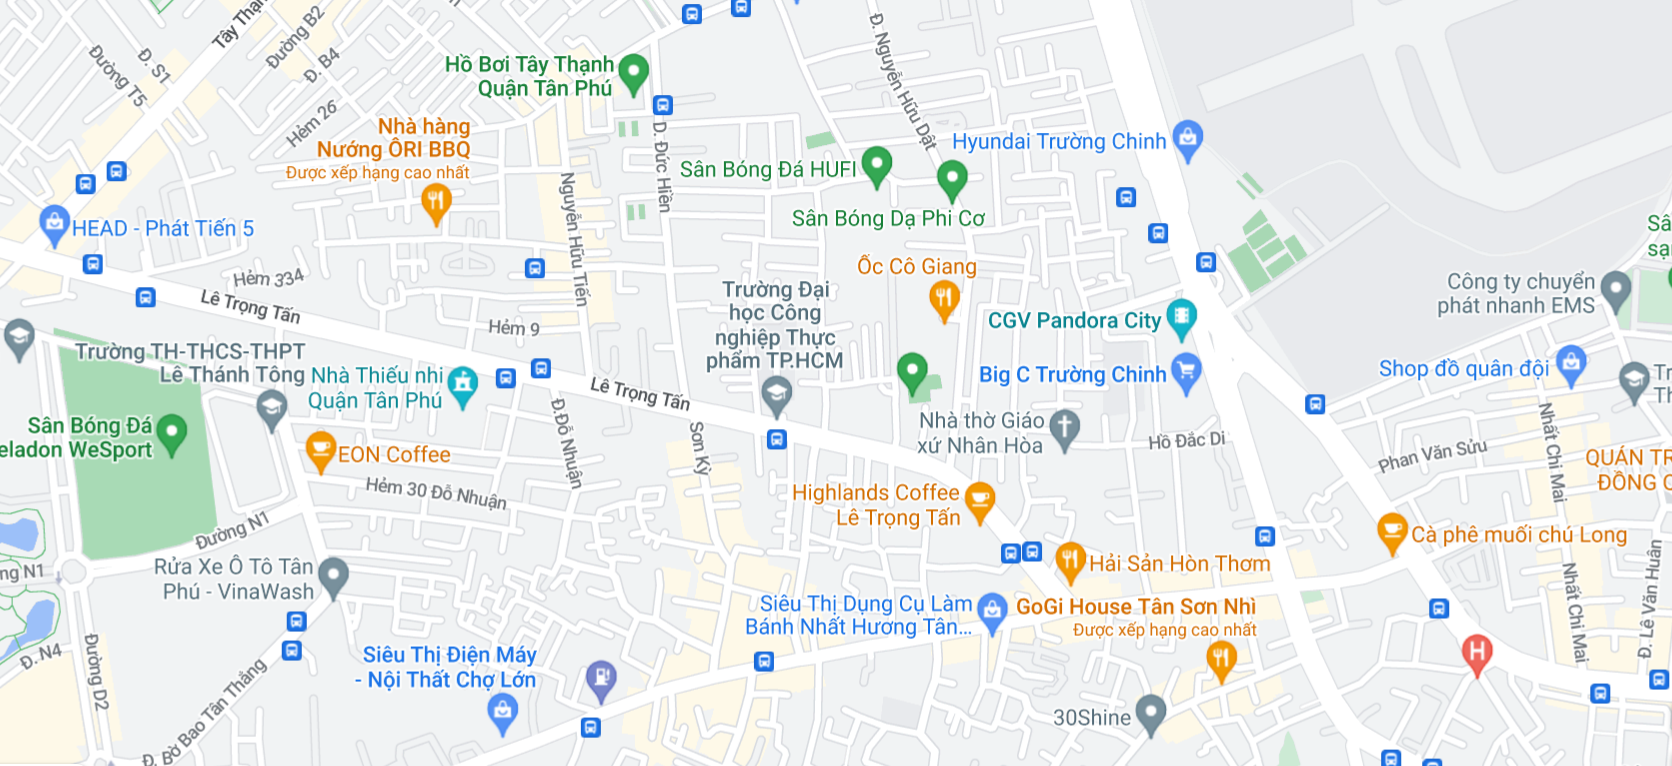 Tây Thạnh
Đường B2
Đ. B4
Đ. S1
Đường T5
Hẻm 26
Hồ Bơi Tây Thạnh
Quận Tân Phú
Nhà hàng
Nướng ÔRI BBQ
Được xếp hạng cao nhất
HEAD - Phát Tiến 5
Hẻm 334
Lê Trọng Tấn
Hẻm 9
Nguyễn Hữu Tiến
D. Đức Hiền
Đ. Nguyễn Hữu Dật
Sân Bóng Đá HUFI
Sân Bóng Dạ Phi Cơ
Hyundai Trường Chinh
Ốc Cô Giang
Trường Đại
học Công
nghiệp Thực
phẩm TP.HCM
CGV Pandora City
Big C Trường Chinh
Công ty chuyển
phát nhanh EMS
Sâ
sạ
Shop đồ quân đội
Tr
Th
Trường TH-THCS-THPT
Lê Thánh Tông
Nhà Thiếu nhi
Quận Tân Phú
Sân Bóng Đá
eladon WeSport
EON Coffee
Hẻm 30 Đỗ Nhuận
Đ.Đỗ Nhuận
Lê Trọng Tấn
Sơn Kỳ
Nhà thờ Giáo
xứ Nhân Hòa
Hồ Đắc Di
Phan Văn Sửu
Nhất Chi Mai
QUÁN TR
ĐỒNG C
Highlands Coffee
Lê Trọng Tấn
Đường N1
ng N1
Rửa Xe Ô Tô Tân
Phú - VinaWash
Hải Sản Hòn Thơm
Cà phê muối chú Long
Nhất Chi Mai
Đ. Lê Văn Huân
Siêu Thị Dụng Cụ Làm
Bánh Nhất Hương Tân...
GoGi House Tân Sơn Nhì
Được xếp hạng cao nhất
H
Đ. N4
Đường D2
Đ. Bờ Bao Tân Thắng
Siêu Thị Điện Máy
- Nội Thất Chợ Lớn
30Shine